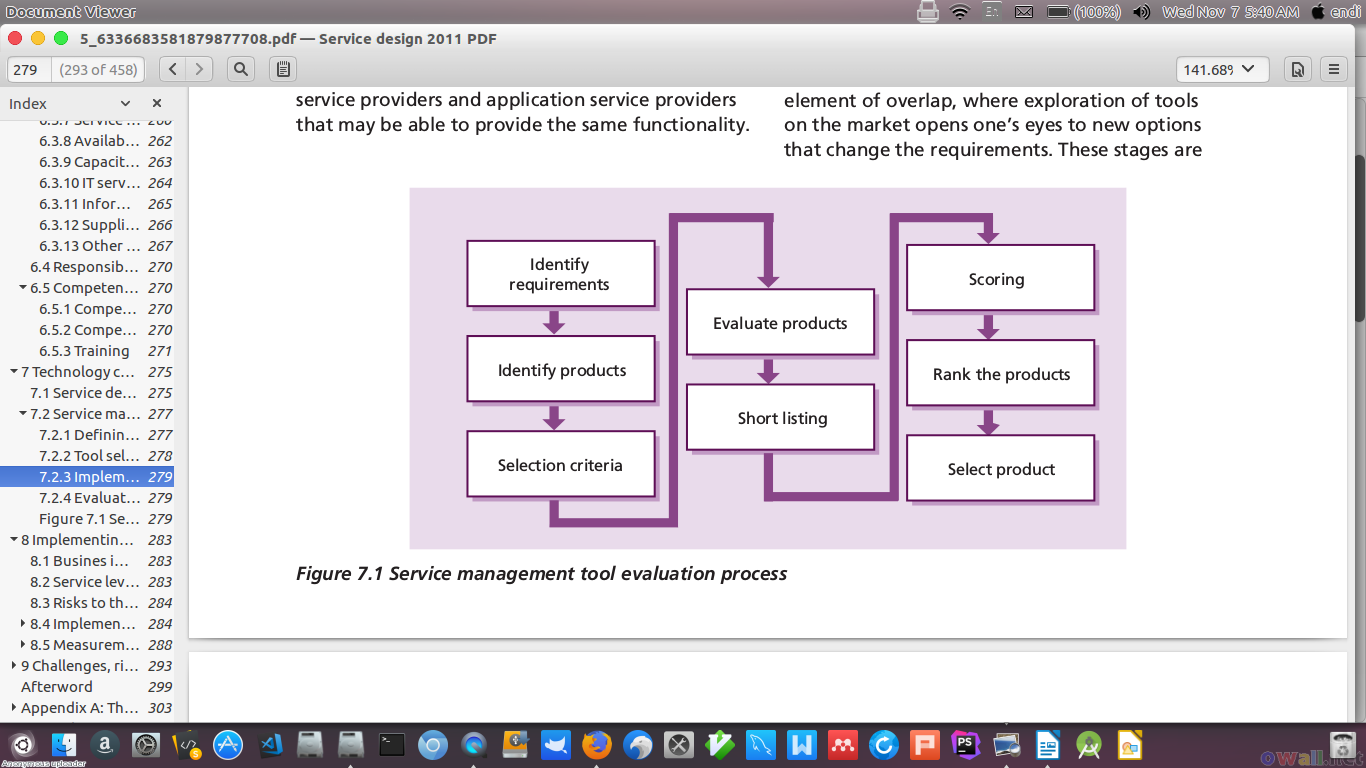 Document Viewer
En
(100%)
Wed Nov 7 5:40 AM
endi
5_6336683581879877708.pdf — Service design 2011 PDF
279
(293 of 458)
141.68%
Index
6.3.8 Availab... 262
6.3.9 Capacit... 263
6.3.10 IT serv... 264
6.3.11 Infor... 265
6.3.12 Suppli... 266
6.3.13 Other ... 267
6.4 Responsib... 270
6.5 Competen... 270
6.5.1 Compe... 270
6.5.2 Compe... 270
6.5.3 Training 271
7 Technology c... 275
7.1 Service de... 275
7.2 Service ma... 277
7.2.1 Definin... 277
7.2.2 Tool sel... 278
7.2.3 Implem... 279
7.2.4 Evaluat... 279
Figure 7.1 Se... 279
8 Implementin... 283
8.1 Busines i... 283
8.2 Service lev... 283
8.3 Risks to th... 284
8.4 Implemen... 284
8.5 Measurem... 288
9 Challenges, ri... 293
Afterword 299
Appendix A: Th... 303
service providers and application service providers
that may be able to provide the same functionality.
element of overlap, where exploration of tools
on the market opens one’s eyes to new options
that change the requirements. These stages are
Identify
requirements
Identify products
Selection criteria
Evaluate products
Short listing
Scoring
Rank the products
Select product
Figure 7.1 Service management tool evaluation process
Anonymous uploader
owall.net